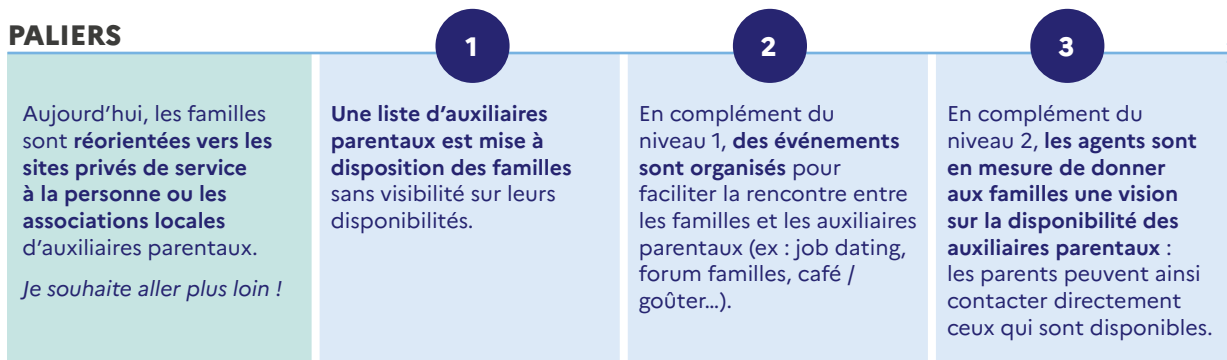 PALIERS
1
2
3
Aujourd’hui, les familles
sont réorientées vers les
sites privés de service
à la personne ou les
associations locales
d’auxiliaires parentaux.
Je souhaite aller plus loin !
Une liste d’auxiliaires
parentaux est mise à
disposition des familles
sans visibilité sur leurs
disponibilités.
En complément du
niveau 1, des événements
sont organisés pour
faciliter la rencontre entre
les familles et les auxiliaires
parentaux (ex : job dating,
forum familles, café /
goûter…).
En complément du
niveau 2, les agents sont
en mesure de donner
aux familles une vision
sur la disponibilité des
auxiliaires parentaux :
les parents peuvent ainsi
contacter directement
ceux qui sont disponibles.